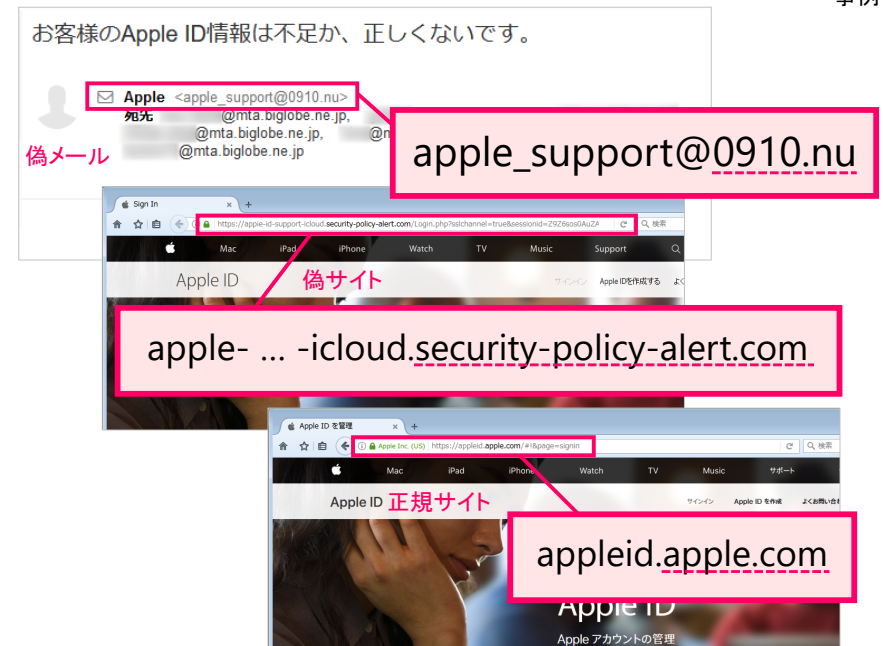 事例
お客様のApple ID情報は不足か、正しくないです。
Apple <apple_support@0910.nu>
宛先 @mta.biglobe.ne.jp,
@mta.biglobe.ne.jp, @m
@mta.biglobe.ne.jp
偽メール
apple_support@0910.nu
Sign In × +
https://apple-id-support-icloud.security-policy-alert.com/Login.php?sslchannel=true&sessionid=Z9Z6sos0AuZA 検索
Mac iPad iPhone Watch TV Music Support
Apple ID 偽サイト サインイン Apple IDを作成する よく
apple- … -icloud.security-policy-alert.com
Apple ID を管理 × +
Apple Inc. (US) https://appleid.apple.com/#!&page=signin 検索
Mac iPad iPhone Watch TV Music サポート
Apple ID 正規サイト サインイン Apple ID を作成 よくお問い合わ
appleid.apple.com
Apple ID
Apple アカウントの管理